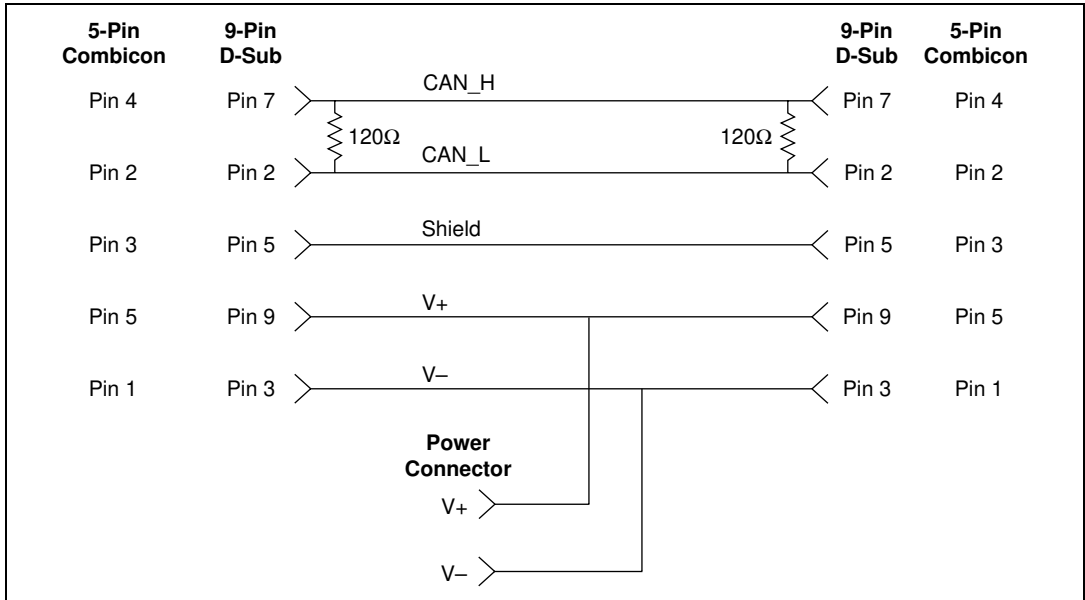 5-Pin Combicon
9-Pin D-Sub
9-Pin D-Sub
5-Pin Combicon
CAN_H
Pin 4 Pin 7 Pin 7 Pin 4
120Ω 120Ω
CAN_L
Pin 2 Pin 2 Pin 2 Pin 2
Shield
Pin 3 Pin 5 Pin 5 Pin 3
V+
Pin 5 Pin 9 Pin 9 Pin 5
V–
Pin 1 Pin 3 Pin 3 Pin 1
Power
Connector
V+
V–